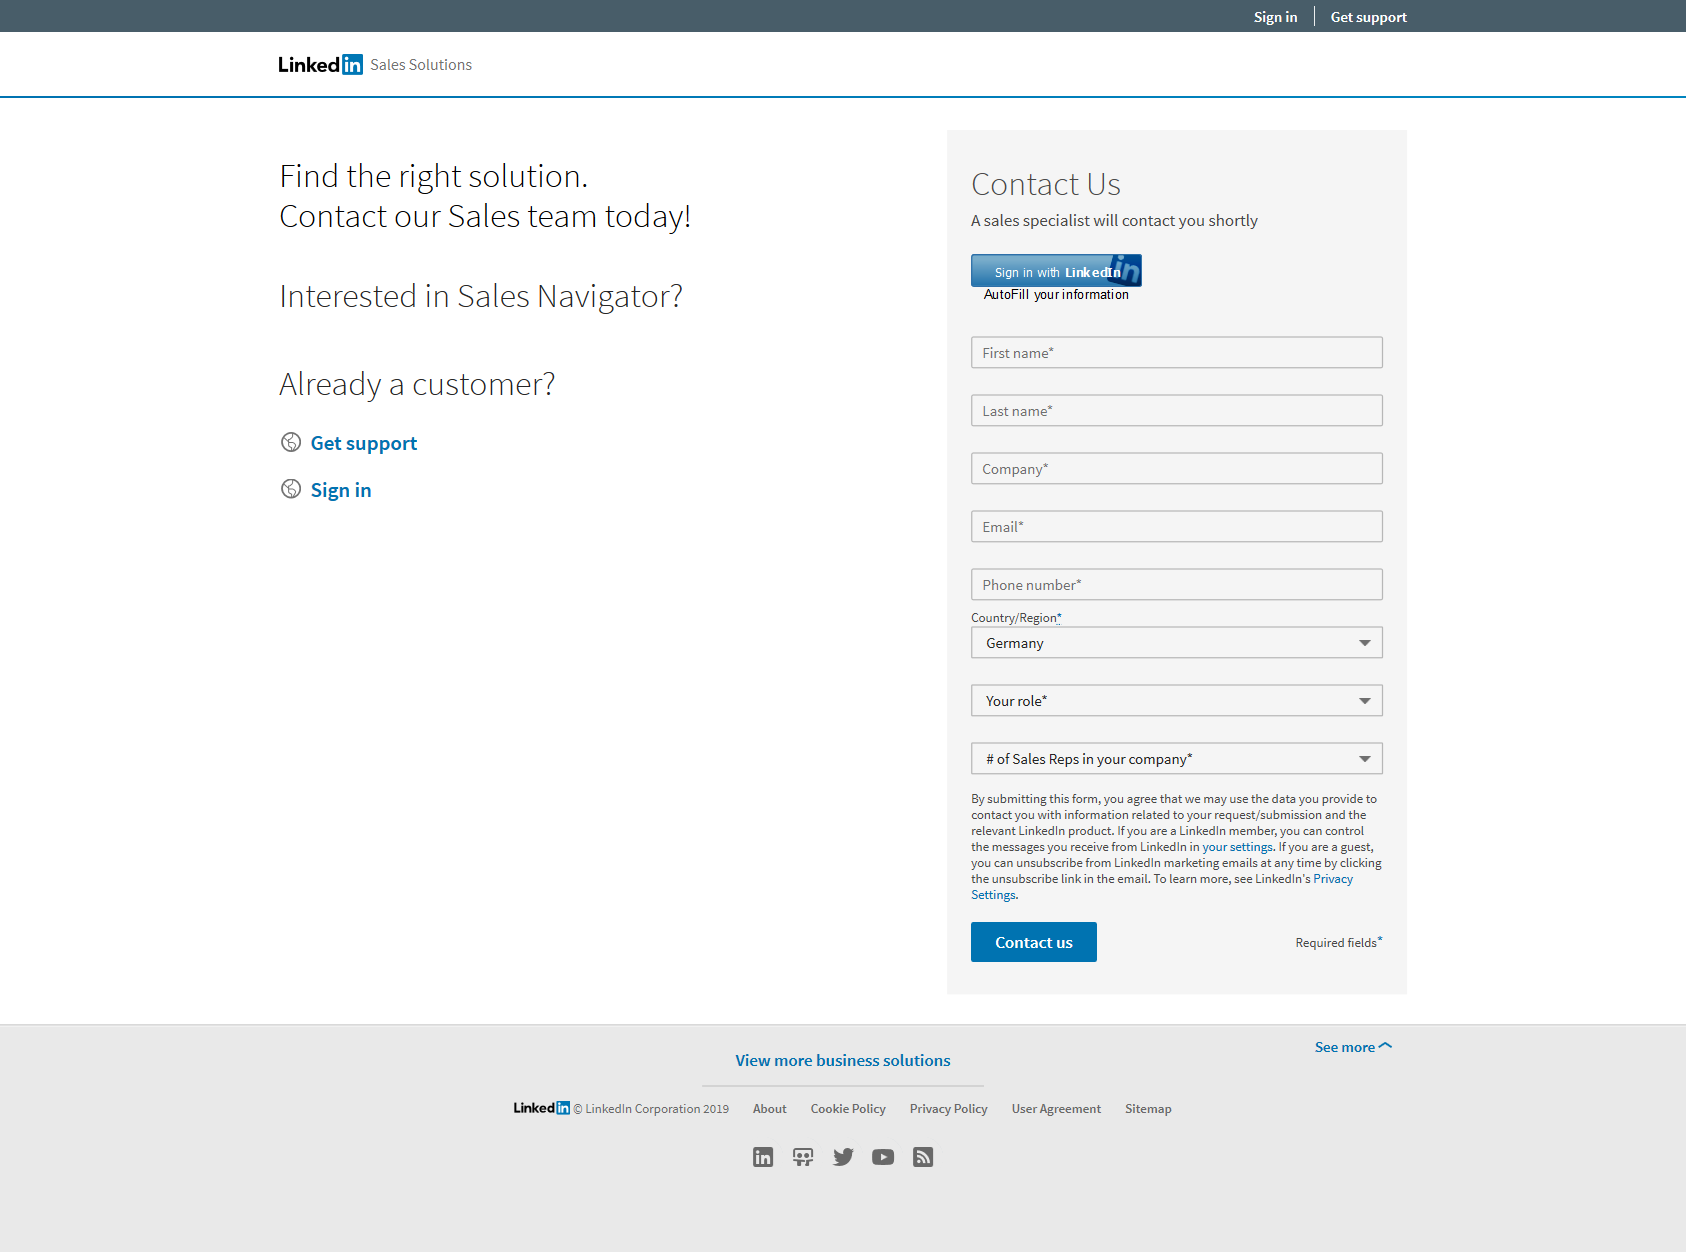 Sign in
Get support
Linkedin Sales Solutions
Find the right solution.
Contact our Sales team today!
Interested in Sales Navigator?
Already a customer?
Get support
Sign in
Contact Us
A sales specialist will contact you shortly
Sign in with LinkedIn
AutoFill your information
First name*
Last name*
Company*
Email*
Phone number*
Country/Region*
Germany
Your role*
# of Sales Reps in your company*
By submitting this form, you agree that we may use the data you provide to
contact you with information related to your request/submission and the
relevant LinkedIn product. If you are a LinkedIn member, you can control
the messages you receive from LinkedIn in your settings. If you are a guest,
you can unsubscribe from LinkedIn marketing emails at any time by clicking
the unsubscribe link in the email. To learn more, see LinkedIn's Privacy
Settings.
Contact us
Required fields*
See more
View more business solutions
Linkedin © LinkedIn Corporation 2019 About Cookie Policy Privacy Policy User Agreement Sitemap